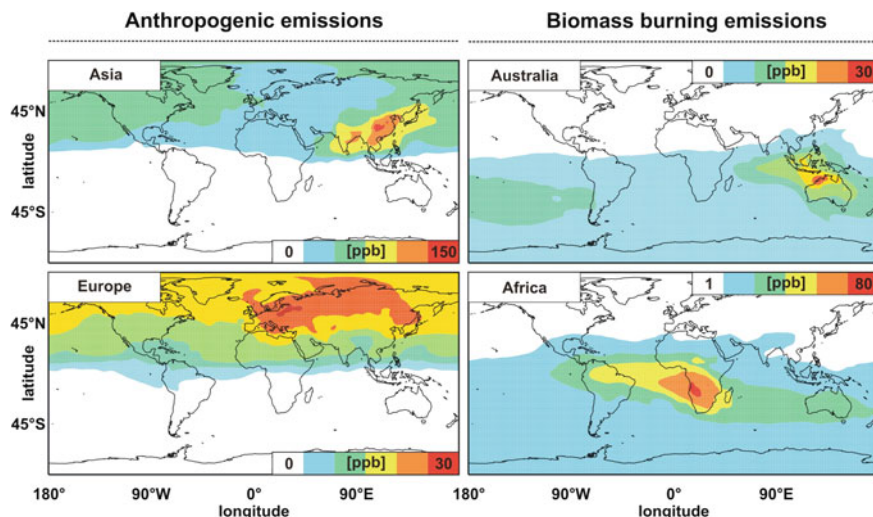 Anthropogenic emissions
Biomass burning emissions
Asia
45°N
latitude
45°S
0 [ppb] 150
Australia
0 [ppb] 30
Europe
45°N
latitude
45°S
0 [ppb] 30
Africa
1 [ppb] 80
180° 90°W 0° 90°E
longitude
180° 90°W 0° 90°E
longitude